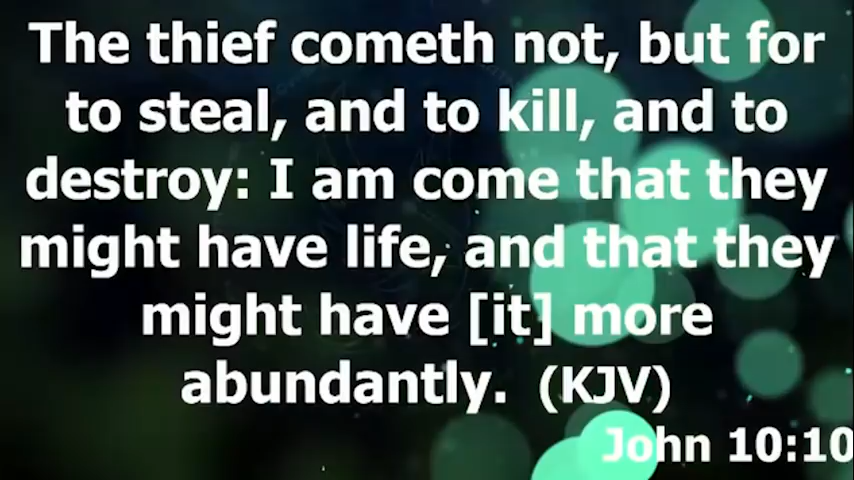 The thief cometh not, but for
to steal, and to kill, and to
destroy: I am come that they
might have life, and that they
might have [it] more
abundantly. (KJV)
John 10:10